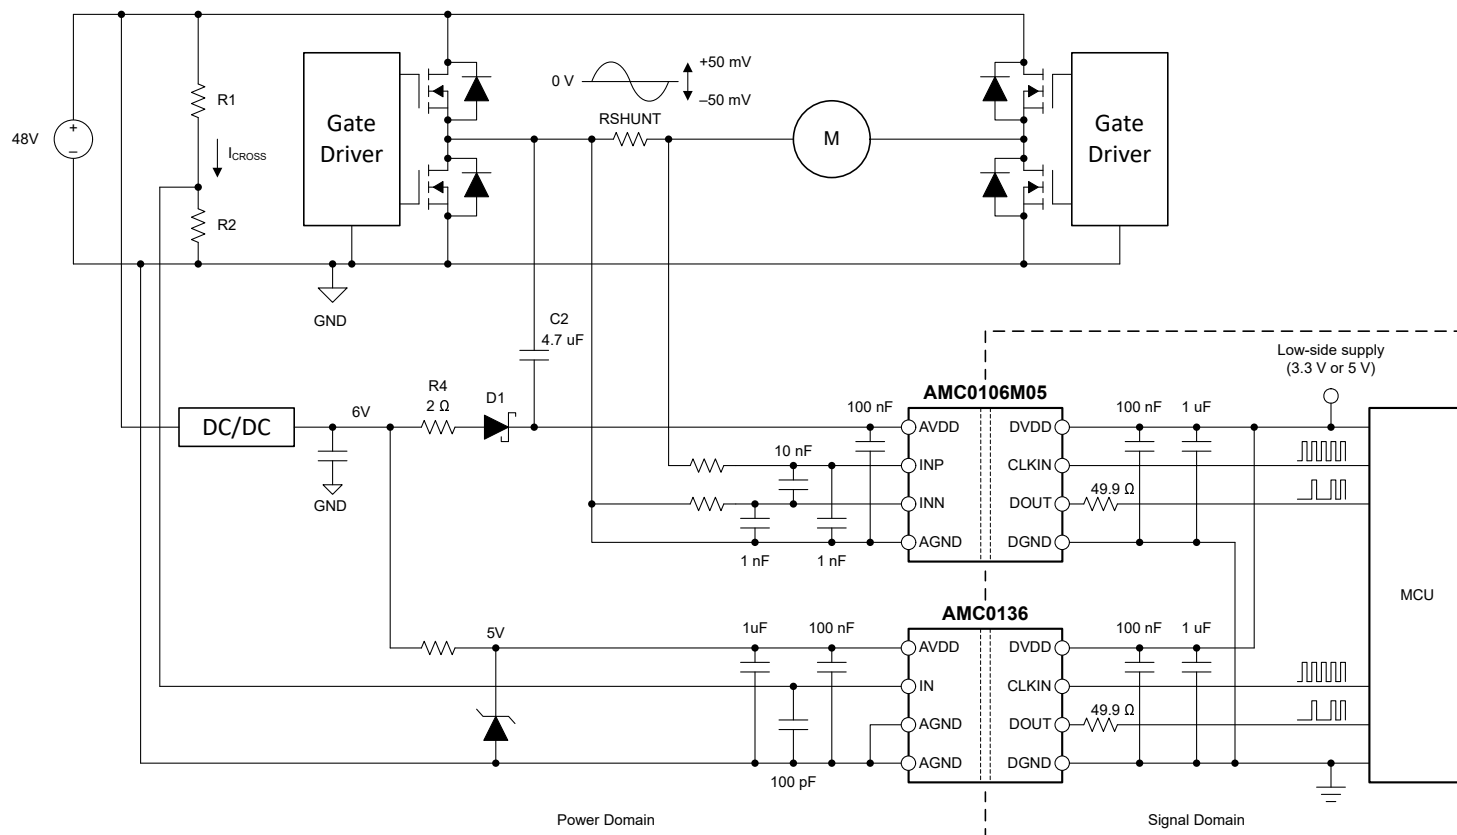 48V
R1
I_CROSS
R2
GND
Gate
Driver
0 V
+50 mV
–50 mV
RSHUNT
M
Gate
Driver
C2
4.7 uF
DC/DC
6V
GND
R4
2 Ω
D1
100 nF
10 nF
1 nF
1 nF
AMC0106M05
AVDD
INP
INN
AGND
DVDD
CLKIN
DOUT
DGND
100 nF
1 uF
49.9 Ω
Low-side supply
(3.3 V or 5 V)
MCU
5V
1uF
100 nF
100 pF
AMC0136
AVDD
IN
AGND
AGND
DVDD
CLKIN
DOUT
DGND
100 nF
1 uF
49.9 Ω
Power Domain
Signal Domain